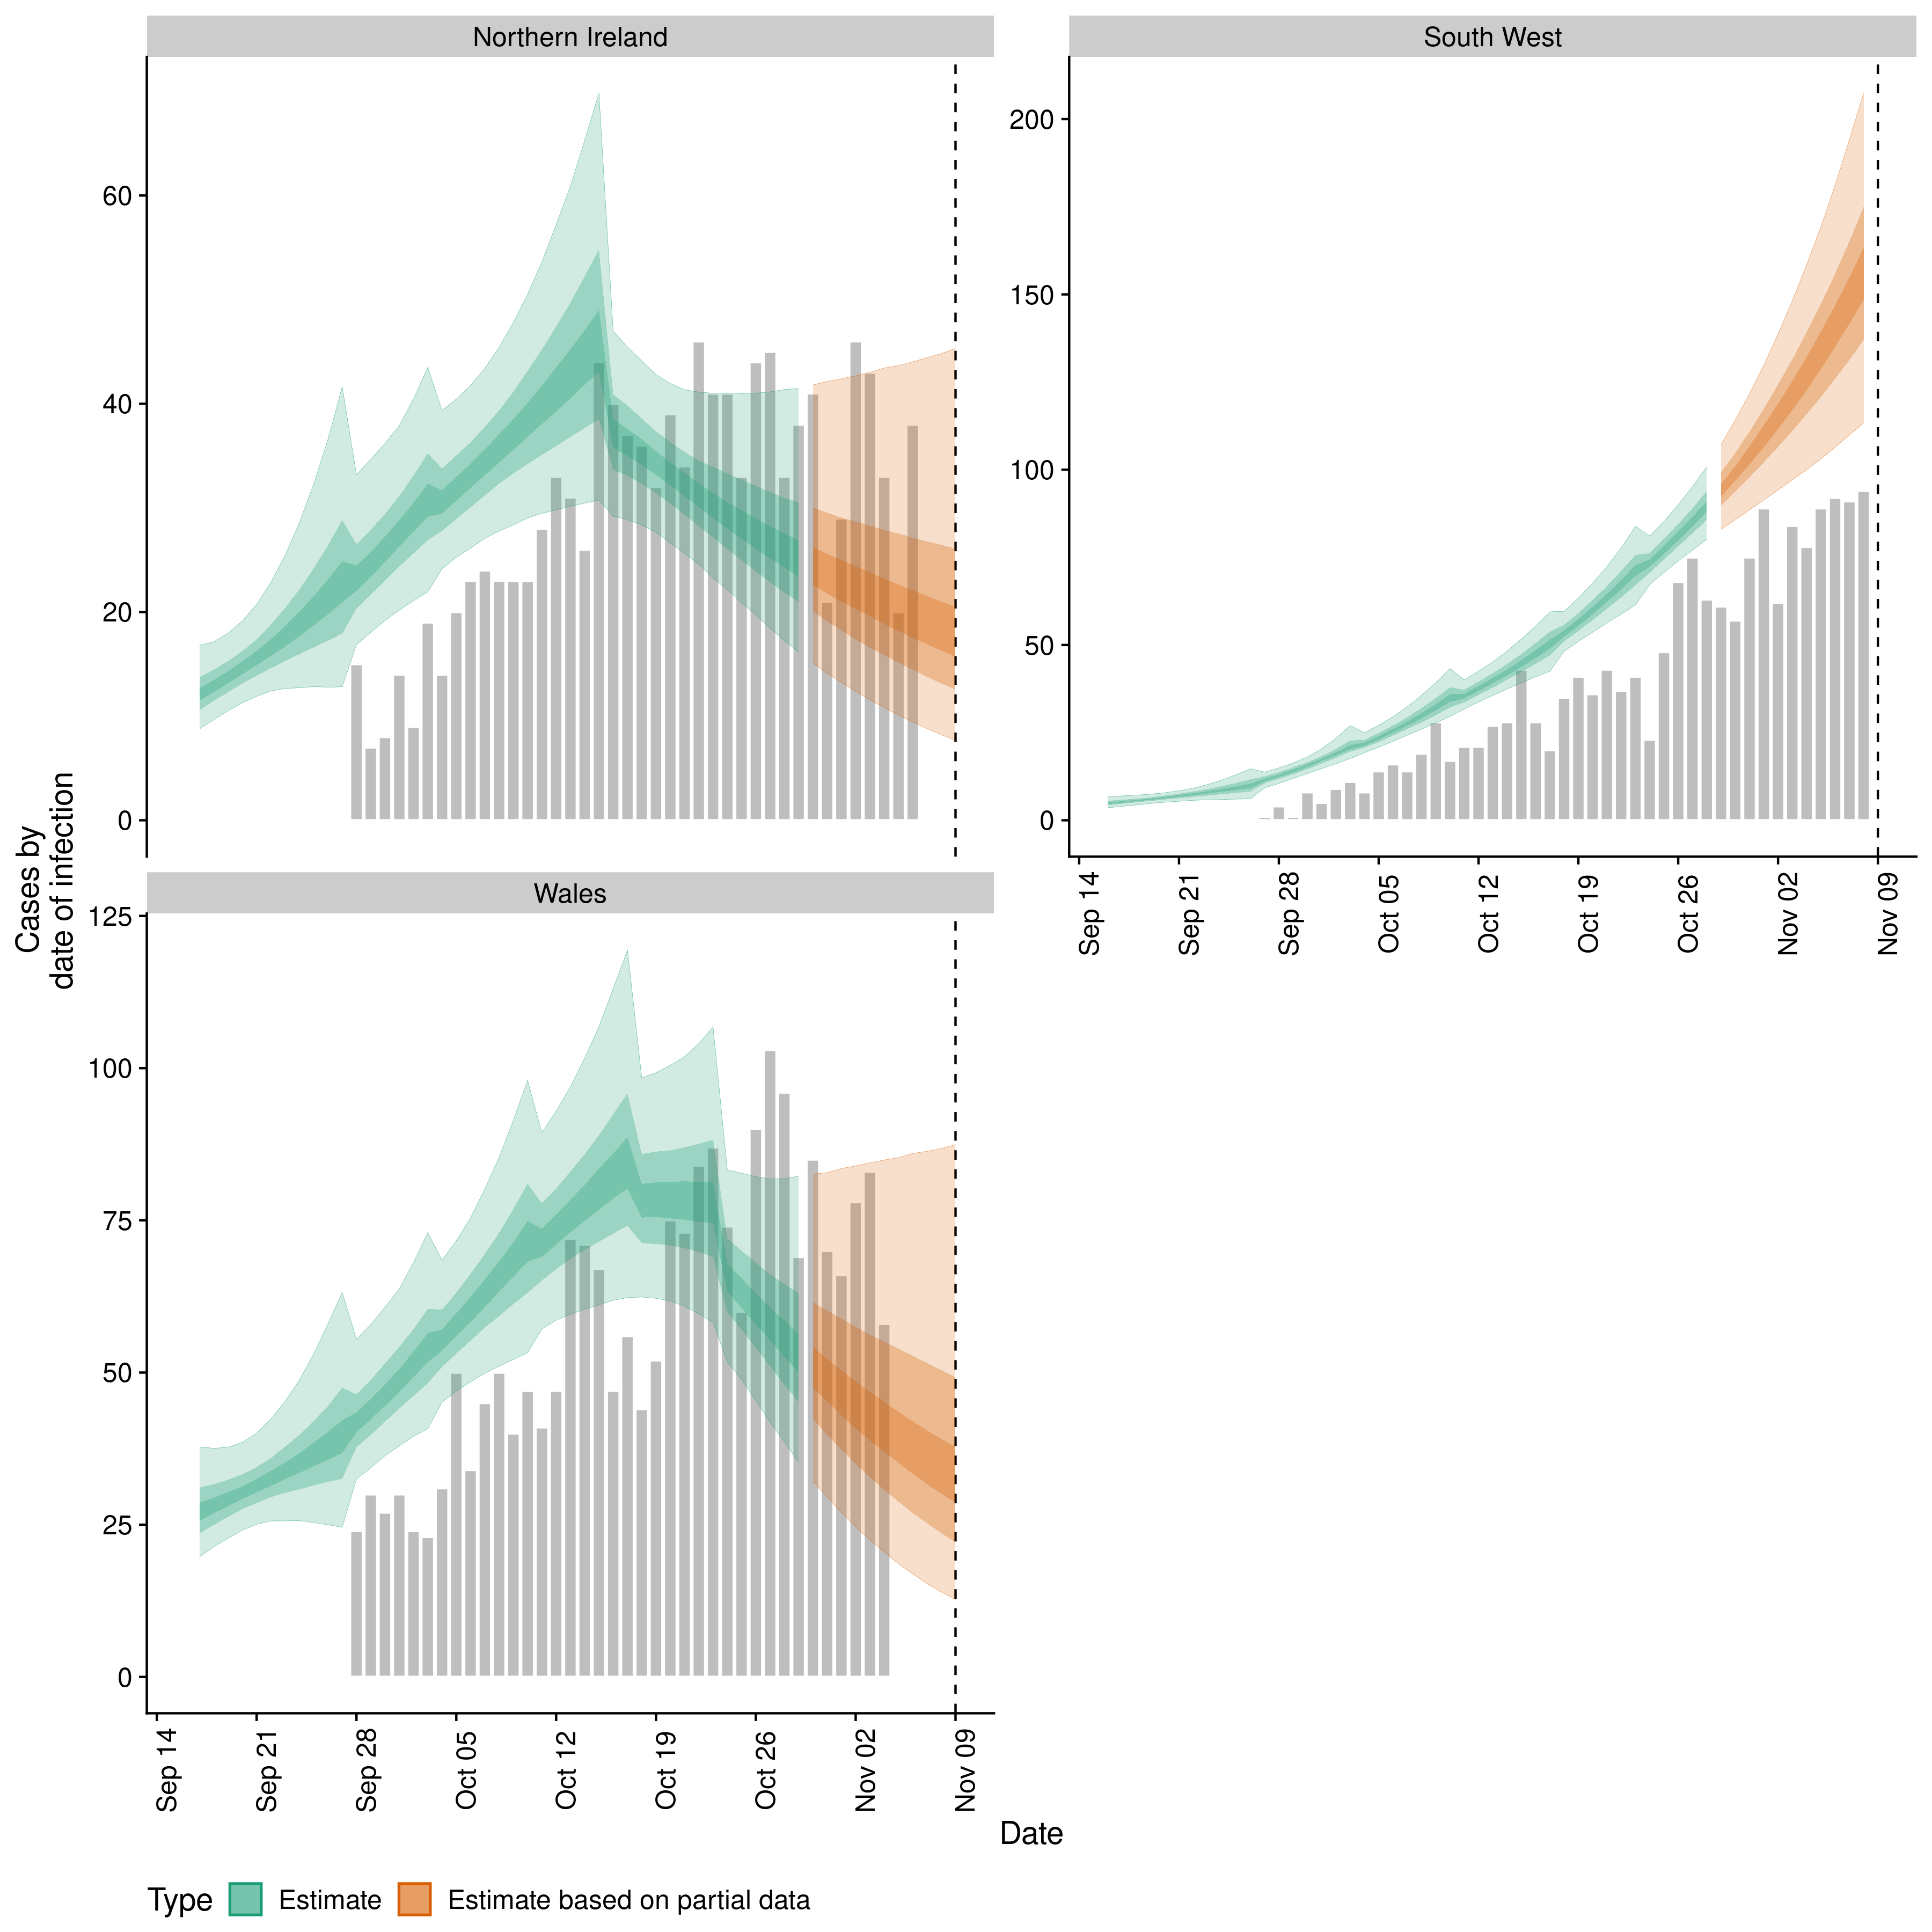 Northern Ireland
South West
60
40
20
0
200
150
100
50
0
Sep 14
Sep 21
Sep 28
Oct 05
Oct 12
Oct 19
Oct 26
Nov 02
Nov 09
Cases by
date of infection
Wales
125
100
75
50
25
0
Sep 14
Sep 21
Sep 28
Oct 05
Oct 12
Oct 19
Oct 26
Nov 02
Nov 09
Date
Type Estimate Estimate based on partial data